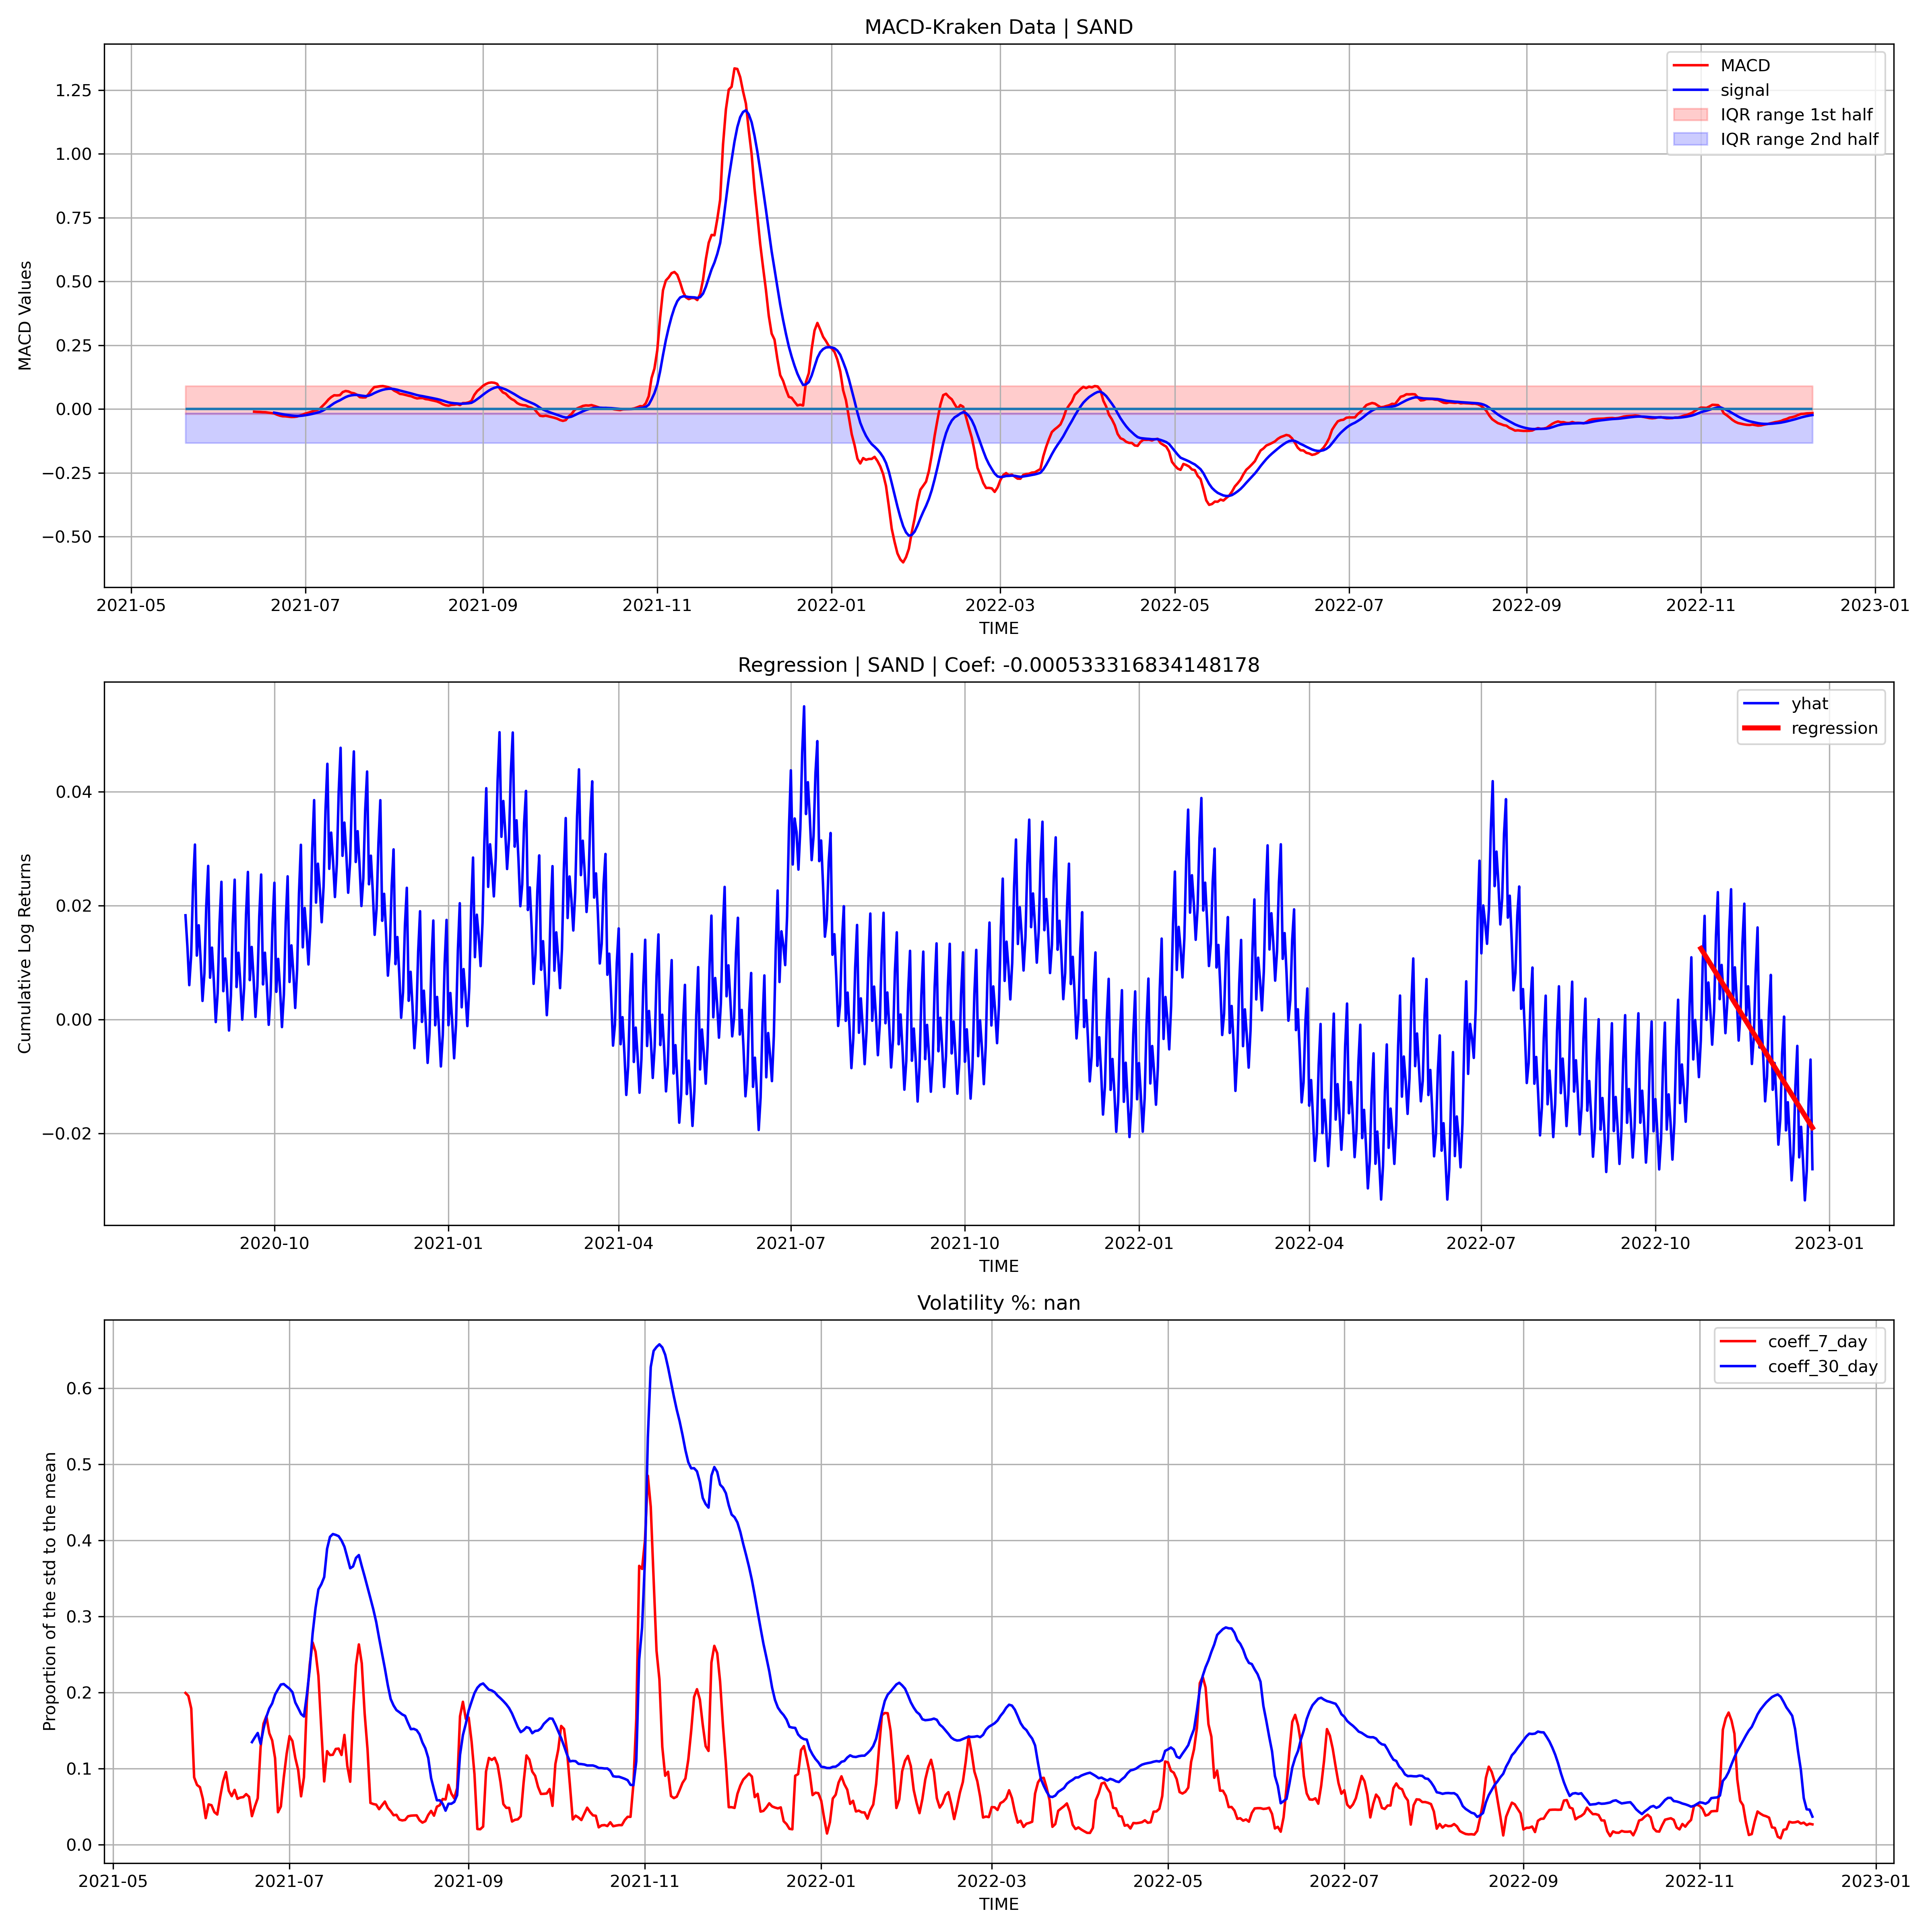 MACD-Kraken Data | SAND
MACD Values
1.25
1.00
0.75
0.50
0.25
0.00
−0.25
−0.50
MACD
signal
IQR range 1st half
IQR range 2nd half
2021-05 2021-07 2021-09 2021-11 2022-01 2022-03 2022-05 2022-07 2022-09 2022-11 2023-01
TIME
Regression | SAND | Coef: -0.000533316834148178
Cumulative Log Returns
0.04
0.02
0.00
−0.02
yhat
regression
2020-10 2021-01 2021-04 2021-07 2021-10 2022-01 2022-04 2022-07 2022-10 2023-01
TIME
Volatility %: nan
Proportion of the std to the mean
0.6
0.5
0.4
0.3
0.2
0.1
0.0
coeff_7_day
coeff_30_day
2021-05 2021-07 2021-09 2021-11 2022-01 2022-03 2022-05 2022-07 2022-09 2022-11 2023-01
TIME